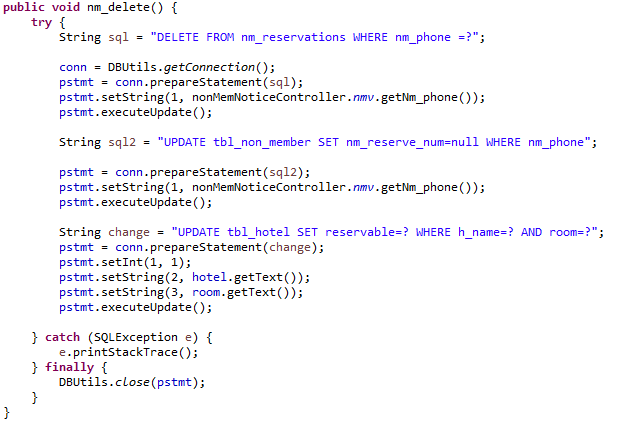 public void nm_delete() {
try {
String sql = "DELETE FROM nm_reservations WHERE nm_phone =?";
conn = DBUtils.getConnection();
pstmt = conn.prepareStatement(sql);
pstmt.setString(1, nonMemNoticeController.nmv.getNm_phone());
pstmt.executeUpdate();
String sql2 = "UPDATE tbl_non_member SET nm_reserve_num=null WHERE nm_phone";
pstmt = conn.prepareStatement(sql2);
pstmt.setString(1, nonMemNoticeController.nmv.getNm_phone());
pstmt.executeUpdate();
String change = "UPDATE tbl_hotel SET reservable=? WHERE h_name=? AND room=?";
pstmt = conn.prepareStatement(change);
pstmt.setInt(1, 1);
pstmt.setString(2, hotel.getText());
pstmt.setString(3, room.getText());
pstmt.executeUpdate();
} catch (SQLException e) {
e.printStackTrace();
} finally {
DBUtils.close(pstmt);
}
}